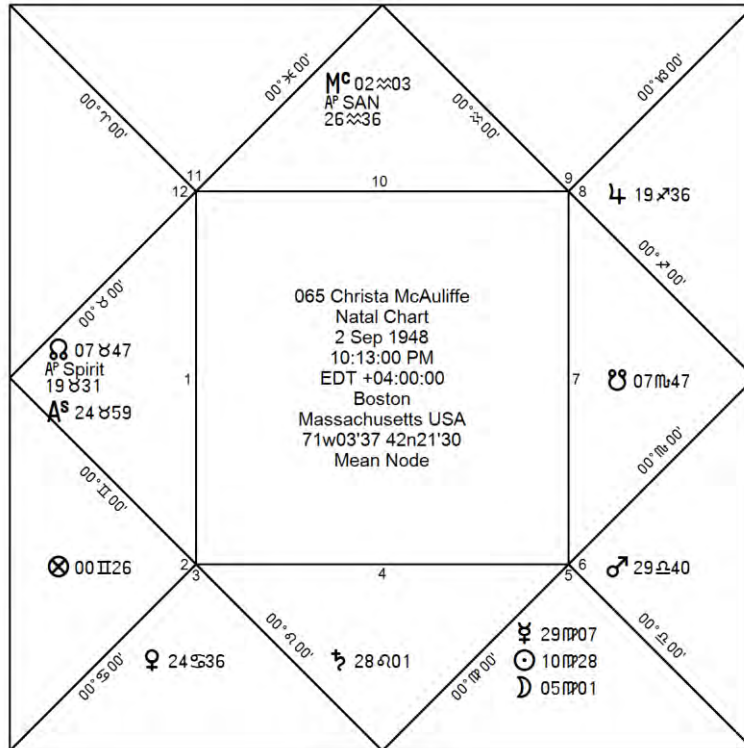 00°♓00'
Mᶜ 02♒03
Aᴾ SAN
26♒36
00°♒00'
00°♑00'
00°♈00'
11
12
10
9
8
♃ 19♐36
00°♐00'
065 Christa McAuliffe
Natal Chart
2 Sep 1948
10:13:00 PM
EDT +04:00:00
Boston
Massachusetts USA
71w03'37 42n21'30
Mean Node
00°♉00'
☊ 07♉47
Aᴾ Spirit
19♉31
Aˢ 24♉59
1
7
☋ 07♏47
00°♏00'
00°♊00'
⊗ 00♊26
2
3
4
5
6
♂ 29♎40
00°♎00'
00°♋00'
♀ 24♋36
00°♌00'
♄ 28♌01
00°♍00'
☿ 29♍07
☉ 10♍28
☽ 05♍01